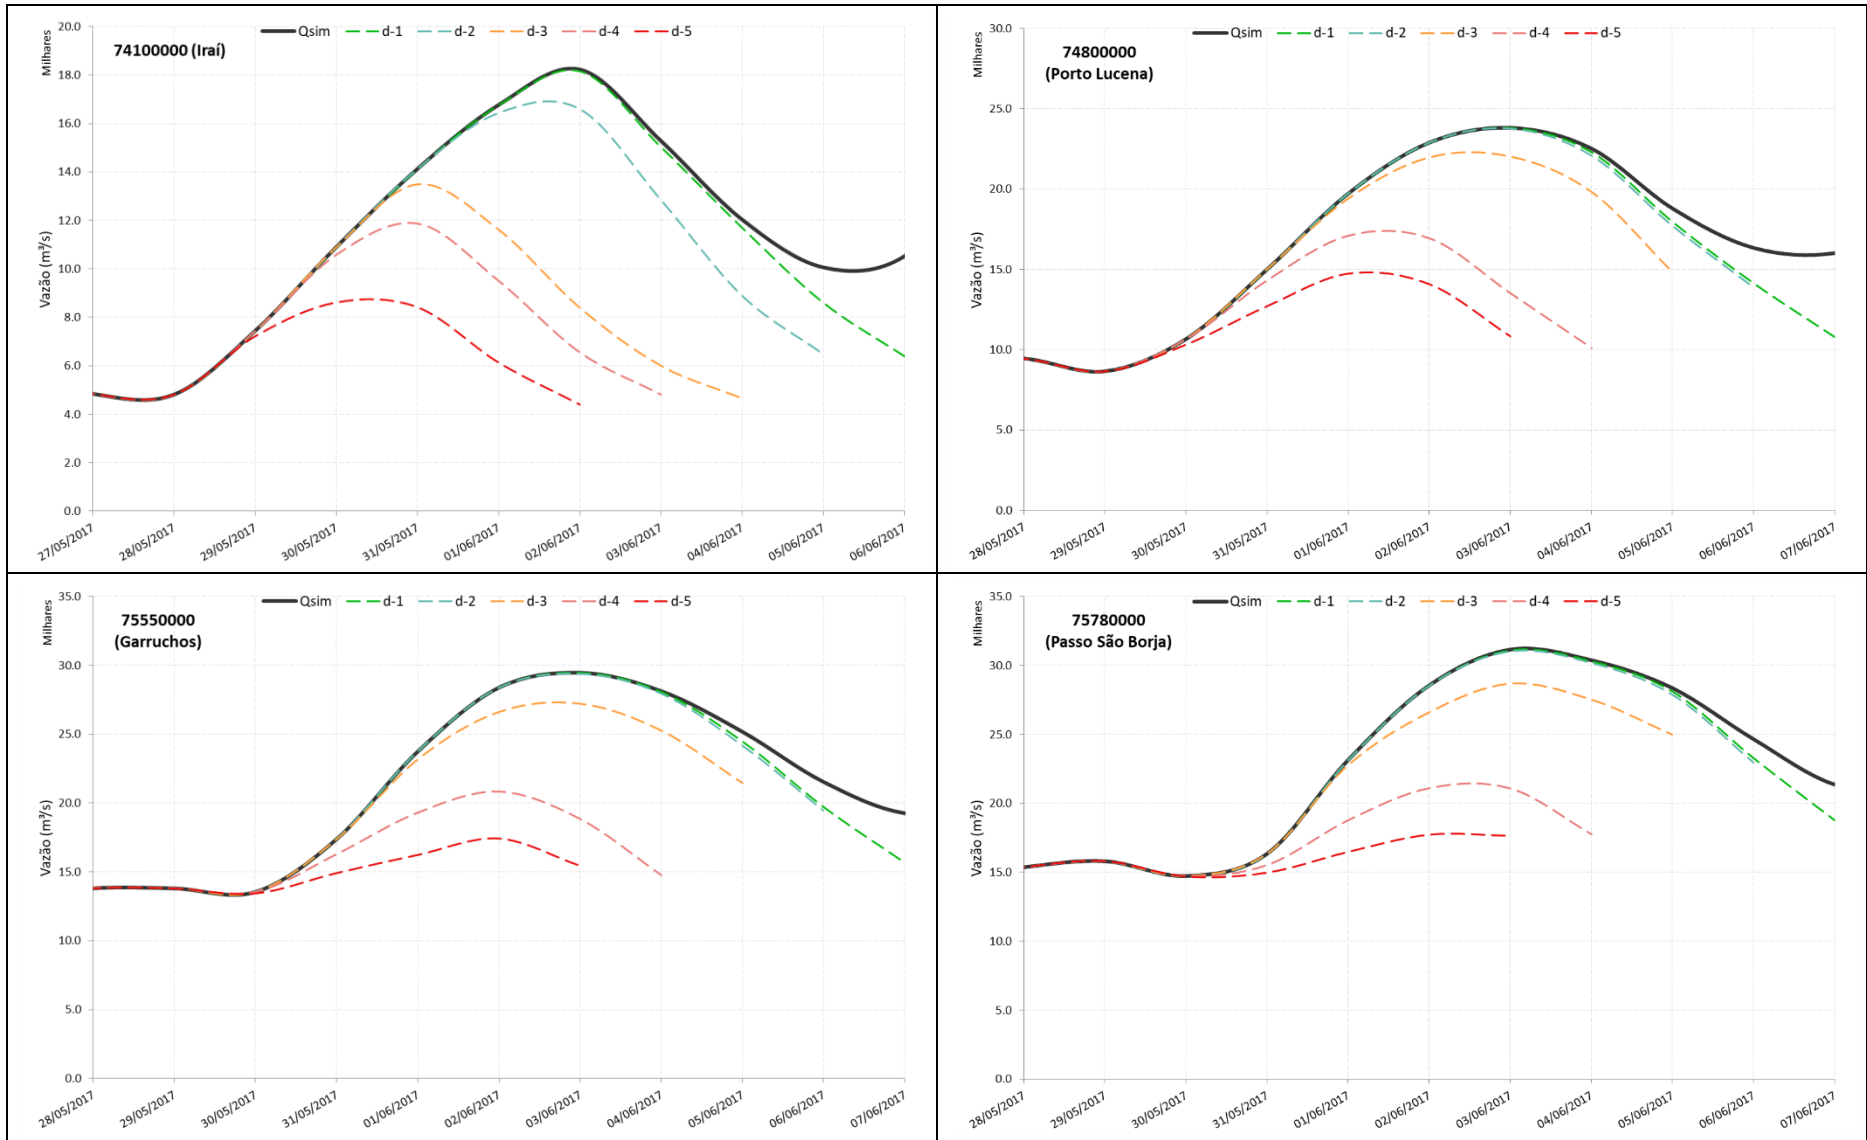 74100000 (Iraí)
Qsim d-1 d-2 d-3 d-4 d-5
Milhares
Vazão (m³/s)
20.0
18.0
16.0
14.0
12.0
10.0
8.0
6.0
4.0
2.0
0.0
27/05/2017 28/05/2017 29/05/2017 30/05/2017 31/05/2017 01/06/2017 02/06/2017 03/06/2017 04/06/2017 05/06/2017 06/06/2017
74800000
(Porto Lucena)
Qsim d-1 d-2 d-3 d-4 d-5
Milhares
Vazão (m³/s)
30.0
25.0
20.0
15.0
10.0
5.0
0.0
28/05/2017 29/05/2017 30/05/2017 31/05/2017 01/06/2017 02/06/2017 03/06/2017 04/06/2017 05/06/2017 06/06/2017 07/06/2017
75550000
(Garruchos)
Qsim d-1 d-2 d-3 d-4 d-5
Milhares
Vazão (m³/s)
35.0
30.0
25.0
20.0
15.0
10.0
5.0
0.0
28/05/2017 29/05/2017 30/05/2017 31/05/2017 01/06/2017 02/06/2017 03/06/2017 04/06/2017 05/06/2017 06/06/2017 07/06/2017
75780000
(Passo São Borja)
Qsim d-1 d-2 d-3 d-4 d-5
Milhares
Vazão (m³/s)
35.0
30.0
25.0
20.0
15.0
10.0
5.0
0.0
28/05/2017 29/05/2017 30/05/2017 31/05/2017 01/06/2017 02/06/2017 03/06/2017 04/06/2017 05/06/2017 06/06/2017 07/06/2017